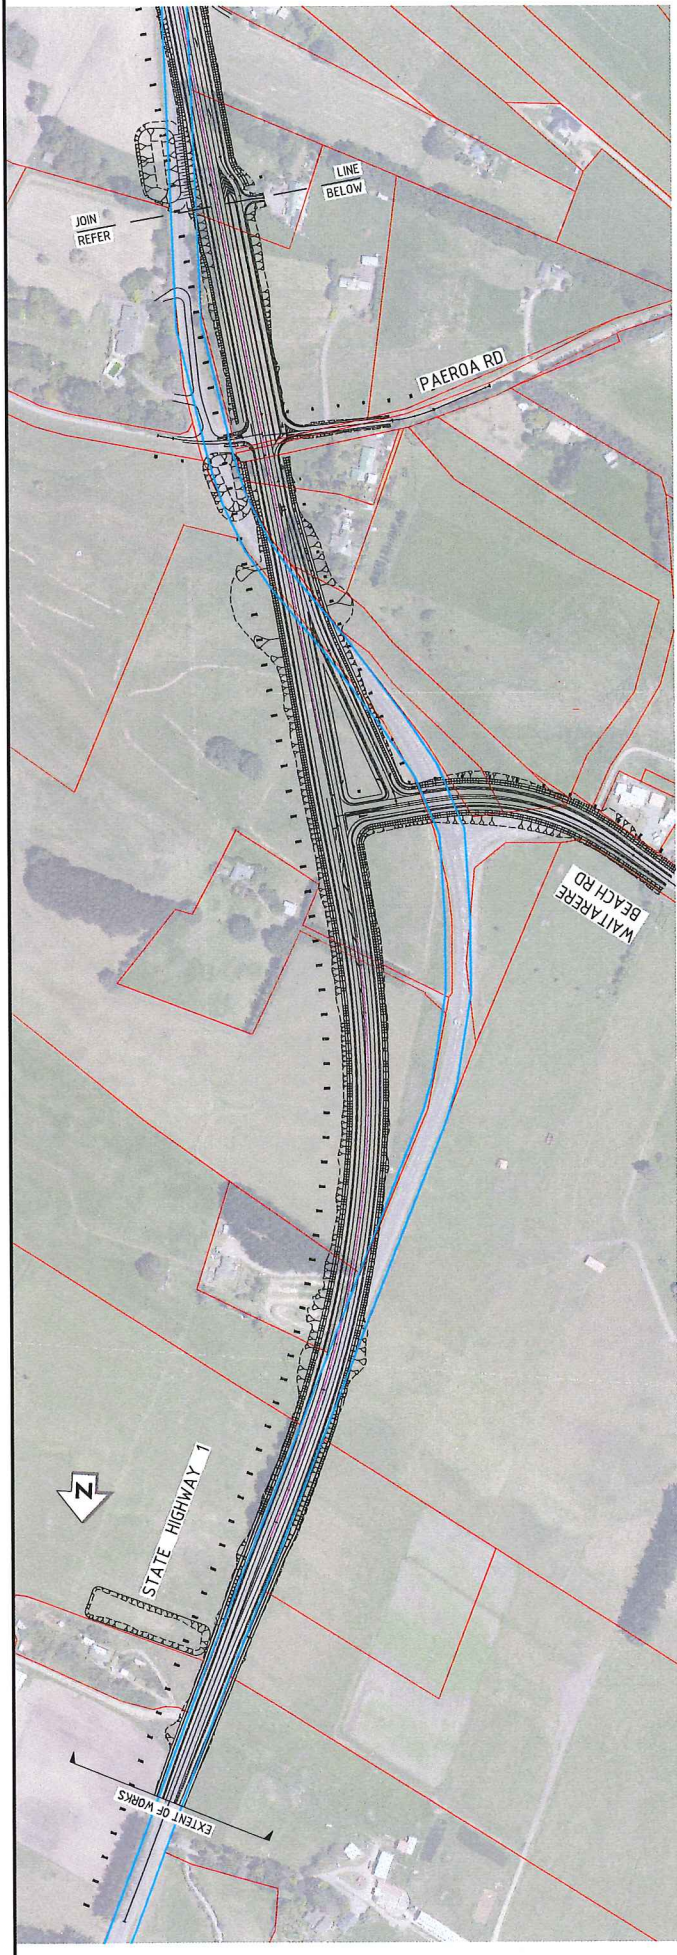 JOIN
REFER
LINE
BELOW
PAEROA RD
WAITARERE
BEACH RD
STATE HIGHWAY 1
N
EXTENT OF WORKS